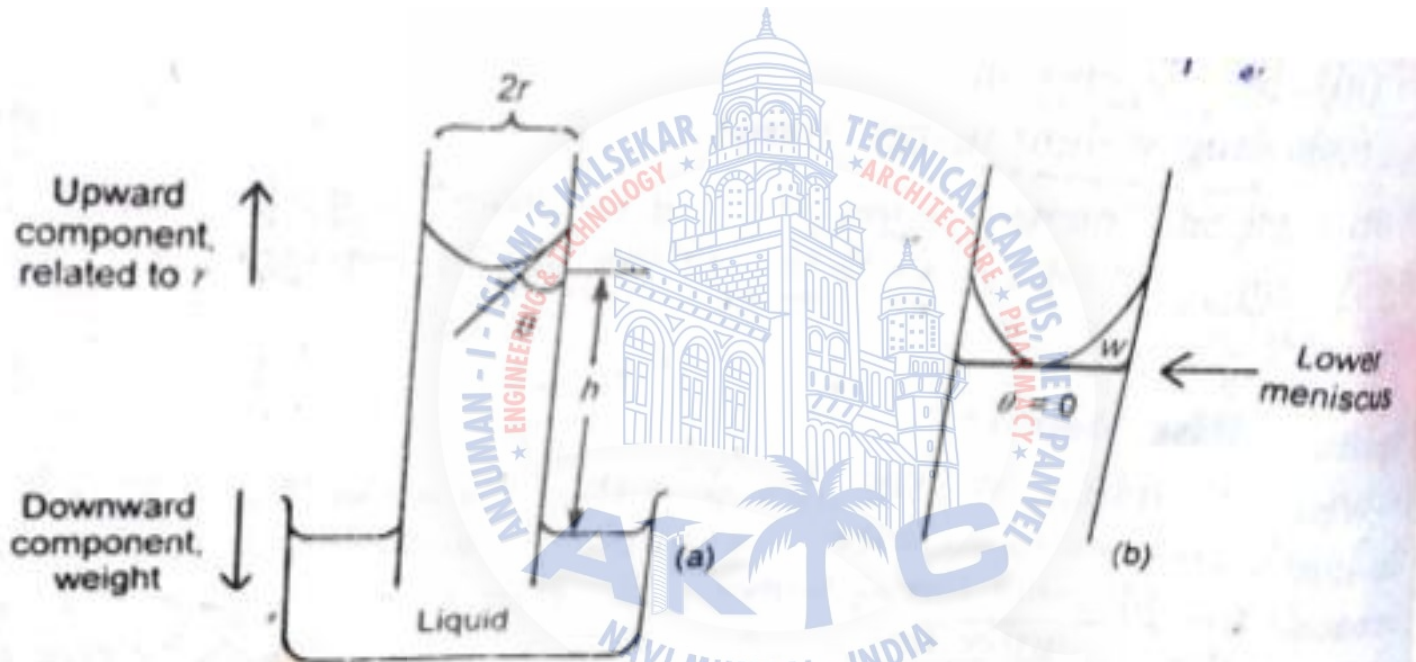 2r
Upward
component,
related to r
h
θ
Downward
component,
weight
Liquid
(a)
w
θ = 0
Lower
meniscus
(b)
ANJUMAN - I - ISLAM'S KALSEKAR TECHNICAL CAMPUS, NEW PANVEL
★ ENGINEERING & TECHNOLOGY ★ ARCHITECTURE ★ PHARMACY ★
AKTC
NAVI MUMBAI - INDIA